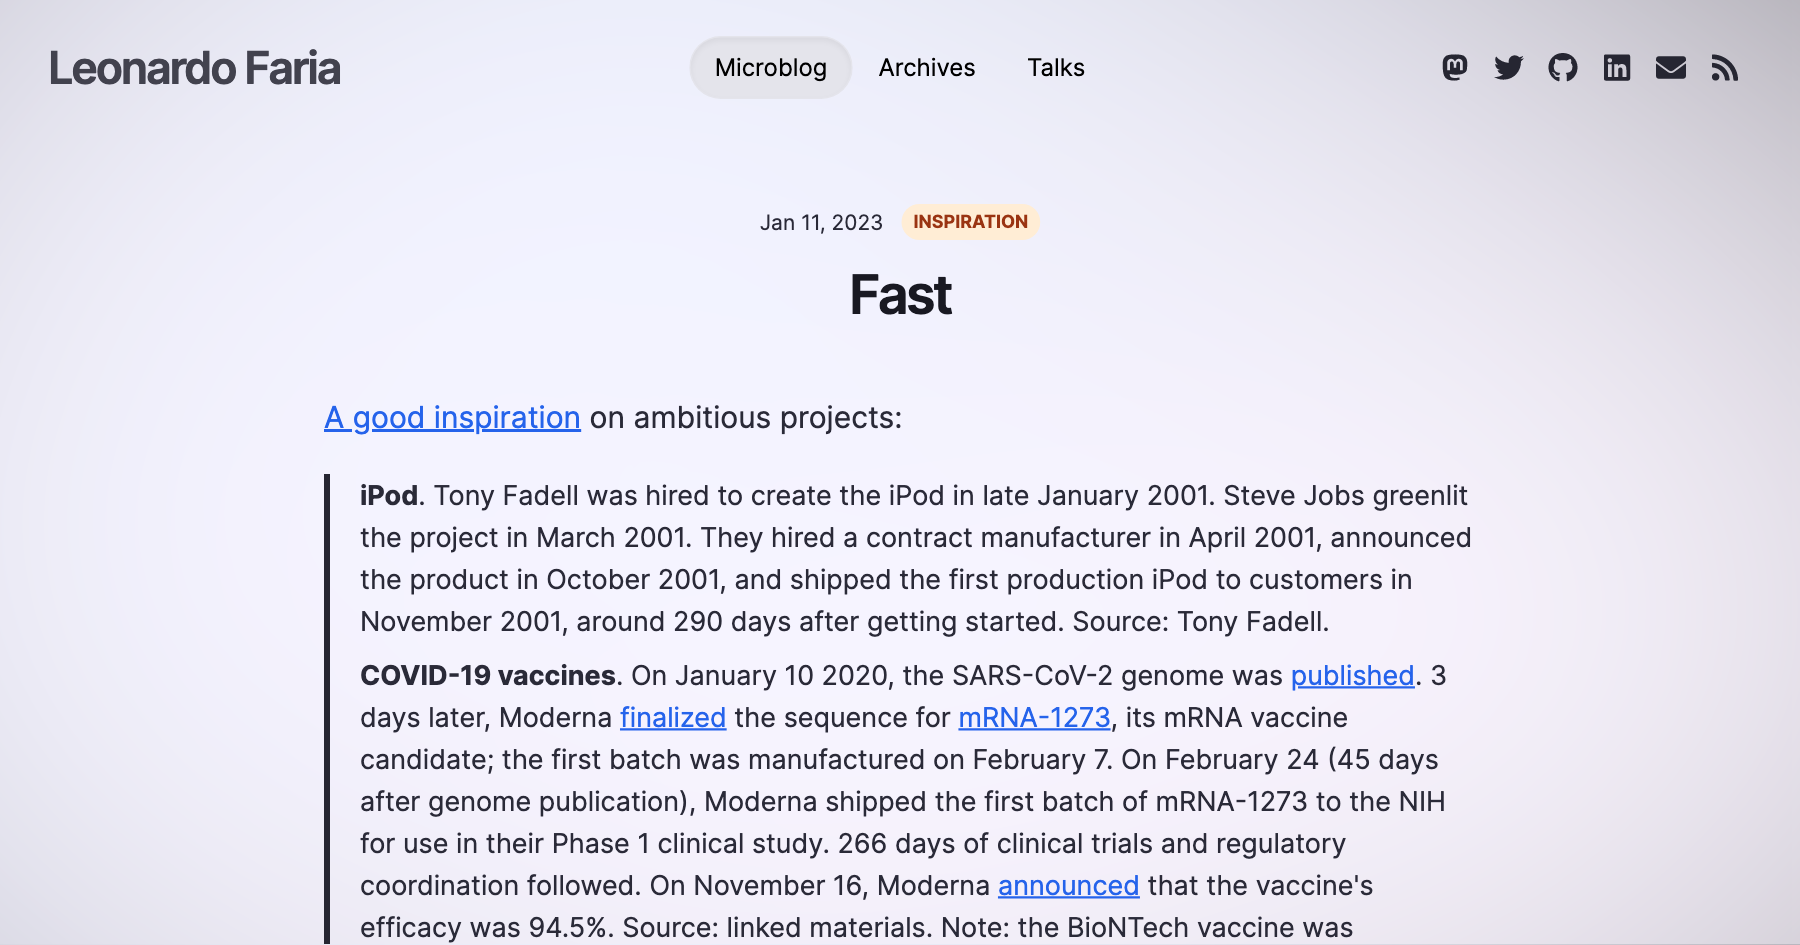 Leonardo Faria
Microblog
Archives
Talks
Jan 11, 2023
INSPIRATION
Fast
A good inspiration on ambitious projects:
iPod. Tony Fadell was hired to create the iPod in late January 2001. Steve Jobs greenlit
the project in March 2001. They hired a contract manufacturer in April 2001, announced
the product in October 2001, and shipped the first production iPod to customers in
November 2001, around 290 days after getting started. Source: Tony Fadell.
COVID-19 vaccines. On January 10 2020, the SARS-CoV-2 genome was published. 3
days later, Moderna finalized the sequence for mRNA-1273, its mRNA vaccine
candidate; the first batch was manufactured on February 7. On February 24 (45 days
after genome publication), Moderna shipped the first batch of mRNA-1273 to the NIH
for use in their Phase 1 clinical study. 266 days of clinical trials and regulatory
coordination followed. On November 16, Moderna announced that the vaccine's
efficacy was 94.5%. Source: linked materials. Note: the BioNTech vaccine was